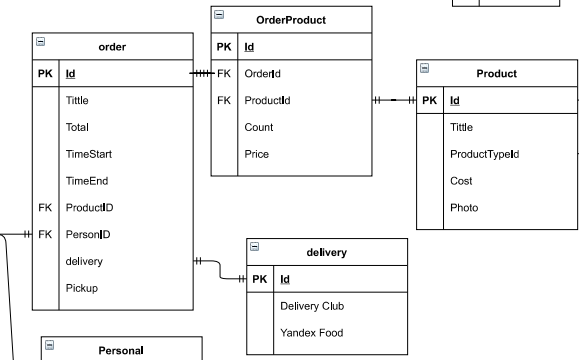 order
PK Id
Tittle
Total
TimeStart
TimeEnd
FK ProductID
FK PersonID
delivery
Pickup
OrderProduct
PK Id
FK OrderId
FK ProductId
Count
Price
Product
PK Id
Tittle
ProductTypeId
Cost
Photo
delivery
PK Id
Delivery Club
Yandex Food
Personal